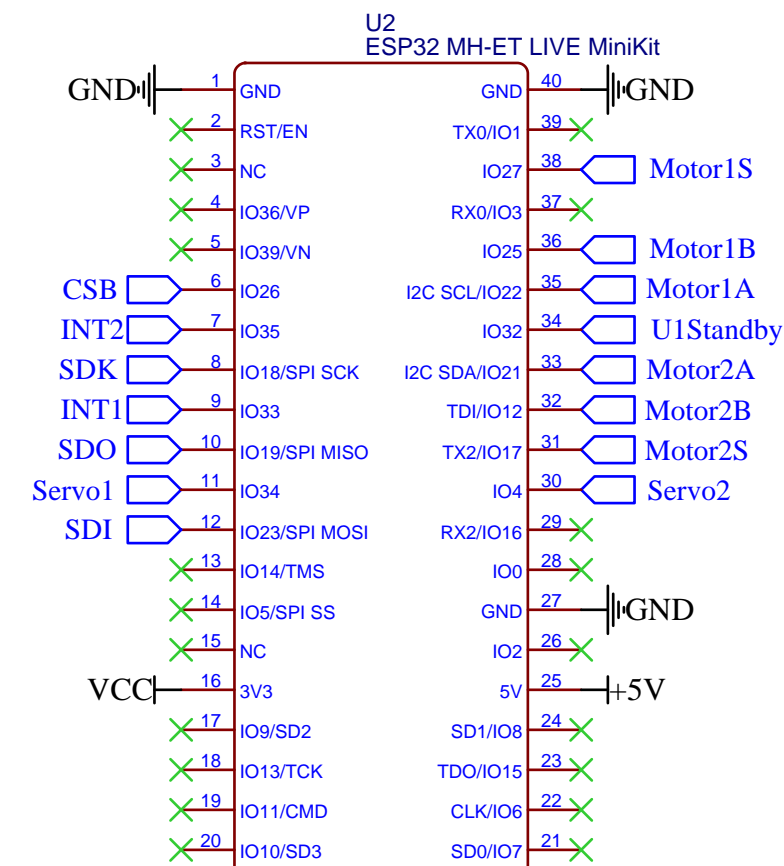 U2
ESP32 MH-ET LIVE MiniKit
GND 1 GND GND 40 GND
2 RST/EN TX0/IO1 39
3 NC IO27 38 Motor1S
4 IO36/VP RX0/IO3 37
5 IO39/VN IO25 36 Motor1B
CSB 6 IO26 I2C SCL/IO22 35 Motor1A
INT2 7 IO35 IO32 34 U1Standby
SDK 8 IO18/SPI SCK I2C SDA/IO21 33 Motor2A
INT1 9 IO33 TDI/IO12 32 Motor2B
SDO 10 IO19/SPI MISO TX2/IO17 31 Motor2S
Servo1 11 IO34 IO4 30 Servo2
SDI 12 IO23/SPI MOSI RX2/IO16 29
13 IO14/TMS IO0 28
14 IO5/SPI SS GND 27 GND
15 NC IO2 26
VCC 16 3V3 5V 25 +5V
17 IO9/SD2 SD1/IO8 24
18 IO13/TCK TDO/IO15 23
19 IO11/CMD CLK/IO6 22
20 IO10/SD3 SD0/IO7 21